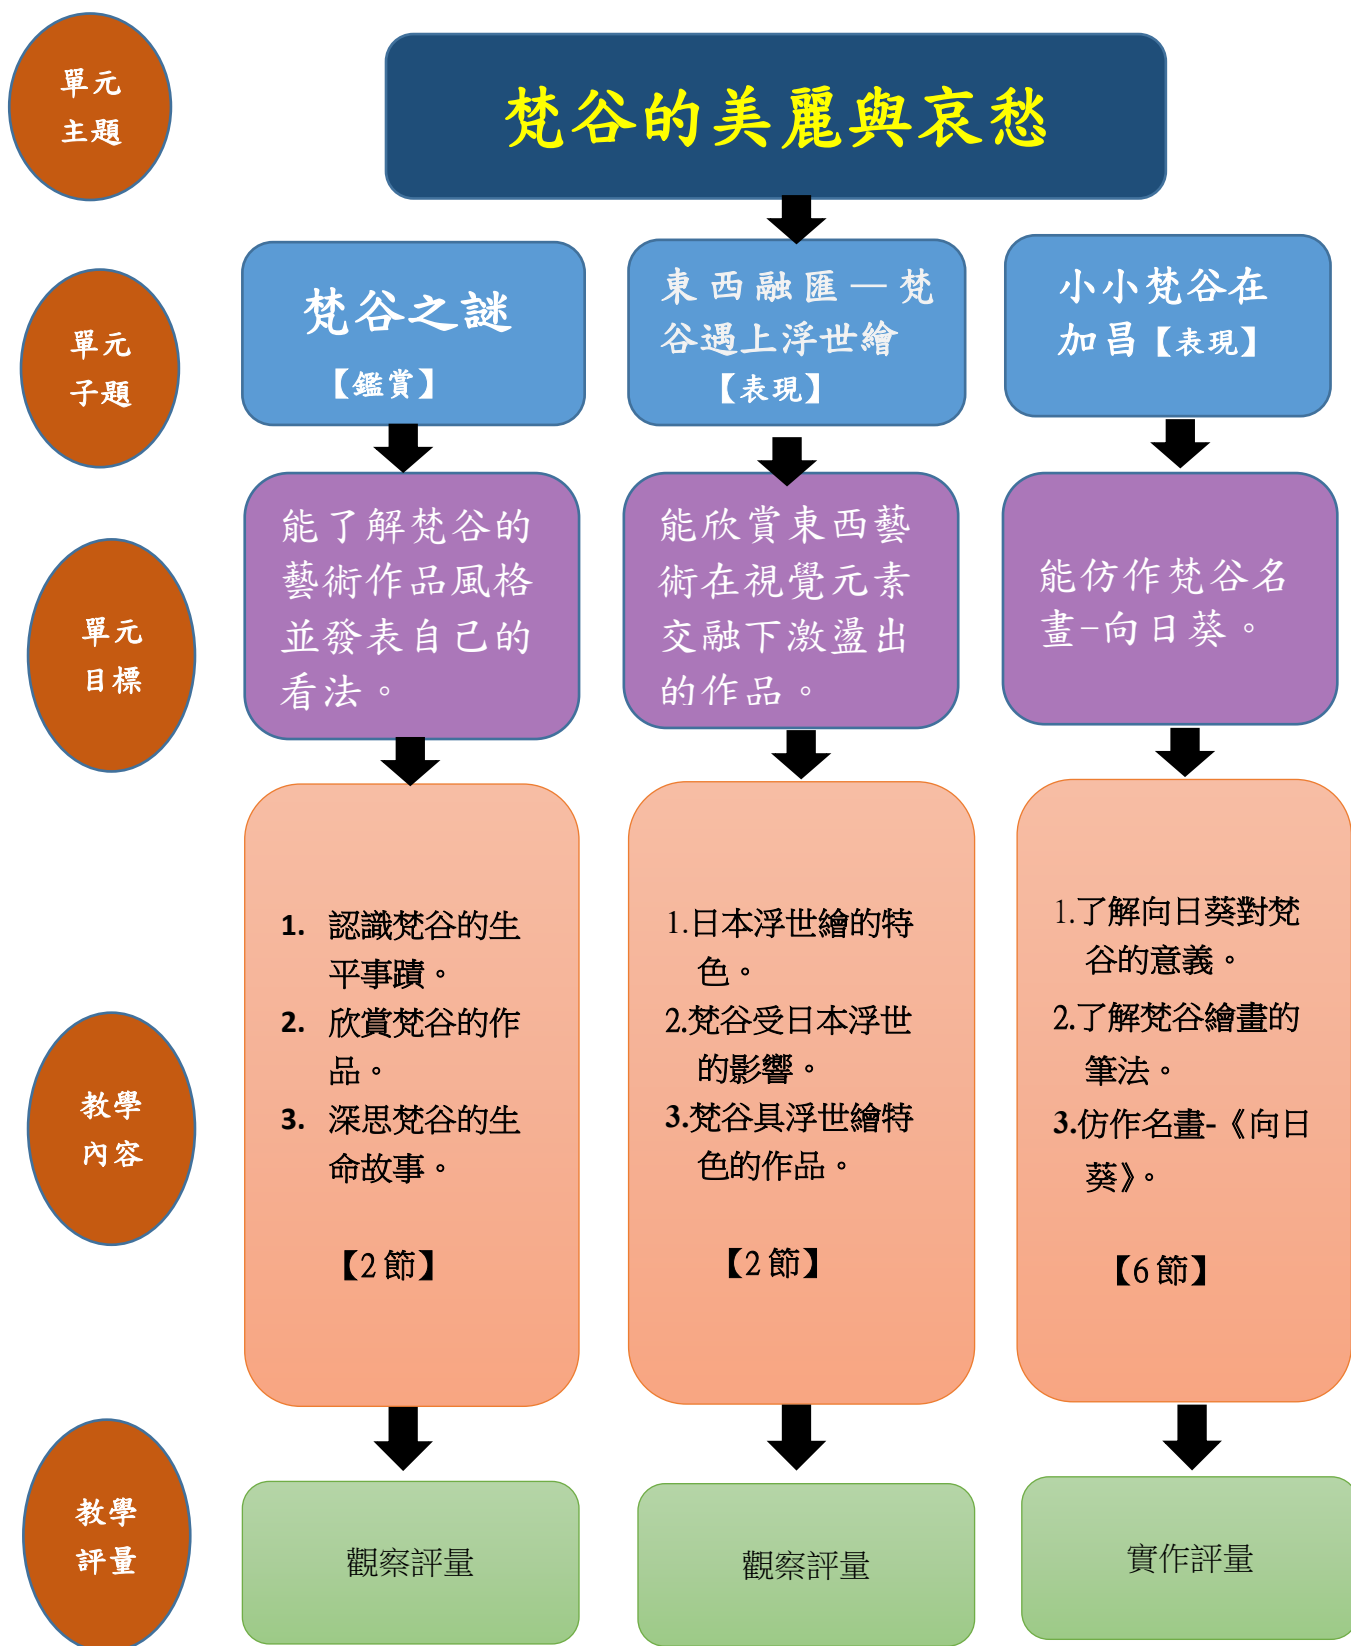 單元
主題
梵谷的美麗與哀愁
單元
子題
梵谷之謎
【鑑賞】
東西融匯—梵
谷遇上浮世繪
【表現】
小小梵谷在
加昌【表現】
單元
目標
能了解梵谷的
藝術作品風格
並發表自己的
看法。
能欣賞東西藝
術在視覺元素
交融下激盪出
的作品。
能仿作梵谷名
畫-向日葵。
教學
內容
1. 認識梵谷的生
平事蹟。
2. 欣賞梵谷的作
品。
3. 深思梵谷的生
命故事。
【2 節】
1.日本浮世繪的特
色。
2.梵谷受日本浮世
的影響。
3.梵谷具浮世繪特
色的作品。
【2 節】
1.了解向日葵對梵
谷的意義。
2.了解梵谷繪畫的
筆法。
3.仿作名畫-《向日
葵》。
【6 節】
教學
評量
觀察評量
觀察評量
實作評量